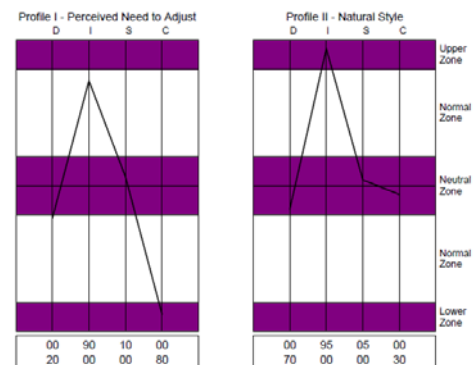 Profile I - Perceived Need to Adjust
D I S C
00 90 10 00
20 00 00 80
Profile II - Natural Style
D I S C
Upper
Zone
Normal
Zone
Neutral
Zone
Normal
Zone
Lower
Zone
00 95 05 00
70 00 00 30